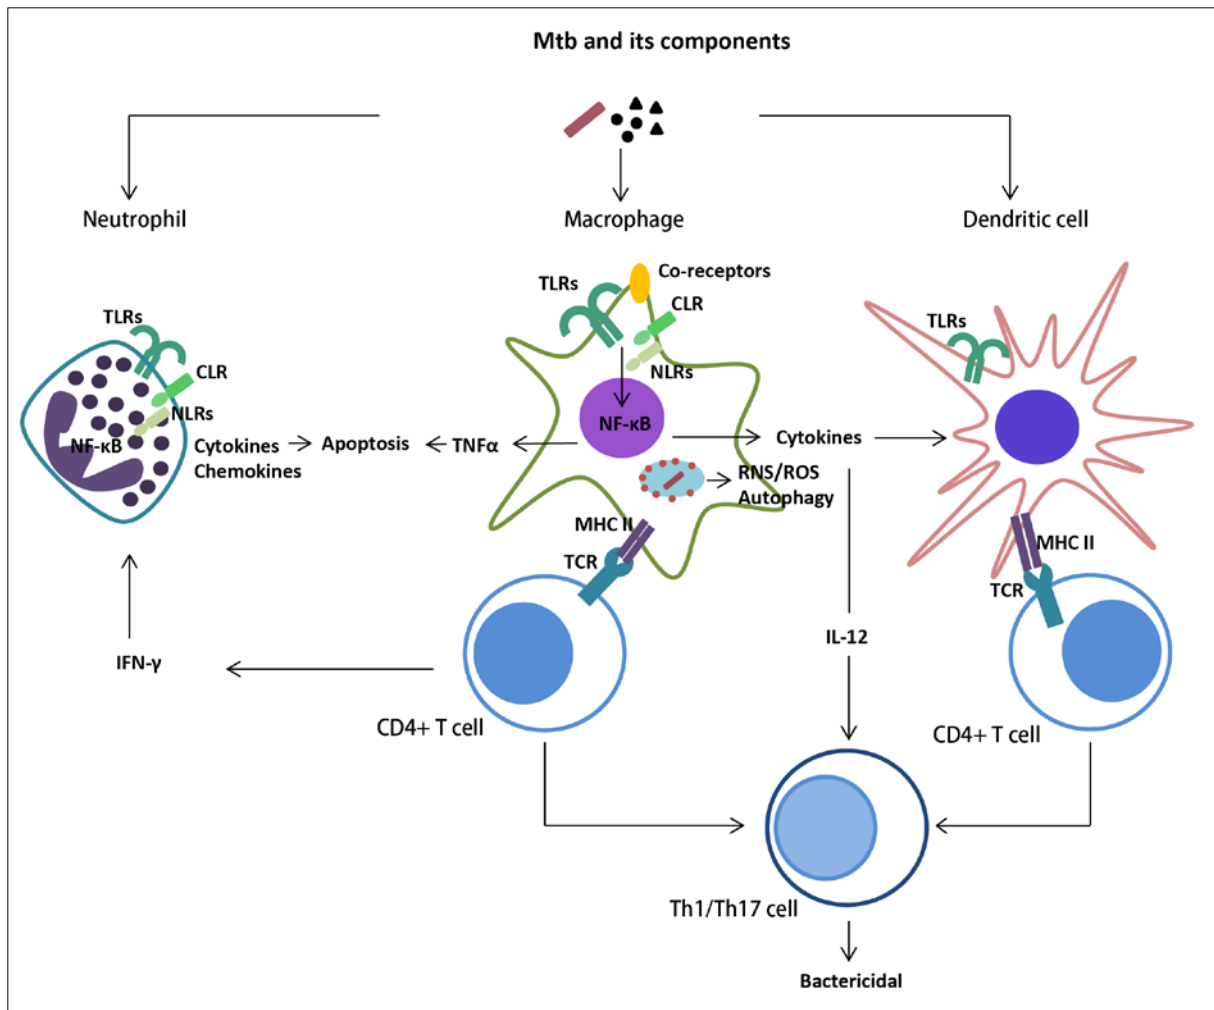 Mtb and its components
Neutrophil
Macrophage
Dendritic cell
Co-receptors
TLRs
CLR
NLRs
TLRs
TLRs
CLR
NLRs
NF-κB
NF-κB
Cytokines
Chemokines
Apoptosis
TNFα
Cytokines
RNS/ROS
Autophagy
MHC II
TCR
MHC II
TCR
IL-12
IFN-γ
CD4+ T cell
CD4+ T cell
Th1/Th17 cell
Bactericidal